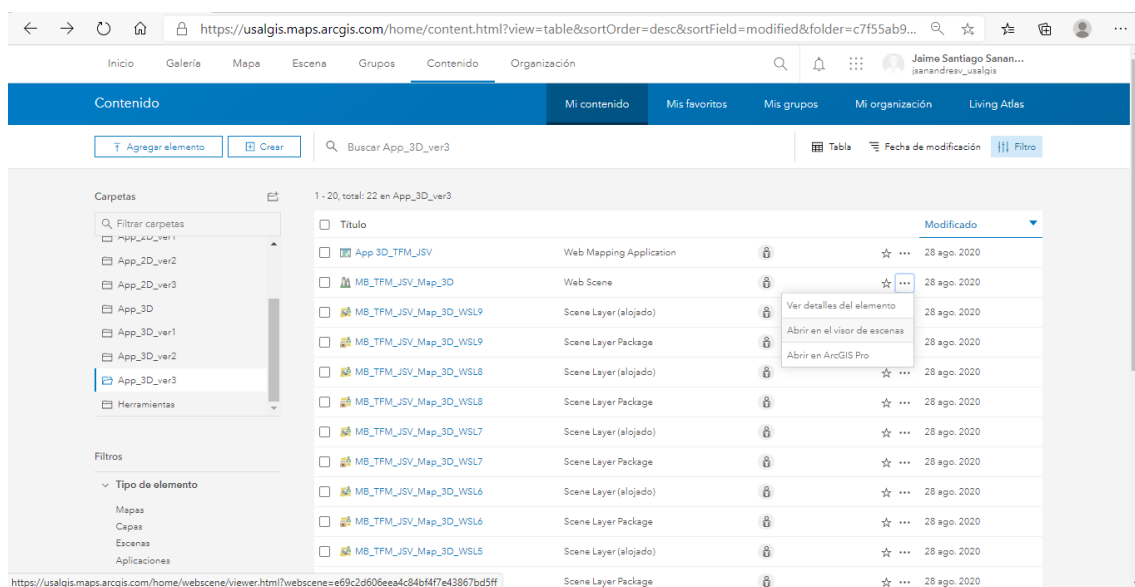 https://usalgis.maps.arcgis.com/home/content.html?view=table&sortOrder=desc&sortField=modified&folder=c7f55ab9...
Inicio Galería Mapa Escena Grupos Contenido Organización Jaime Santiago Sanan...
jsanandresv_usalgis
Contenido Mi contenido Mis favoritos Mis grupos Mi organización Living Atlas
Agregar elemento Crear Buscar App_3D_ver3 Tabla Fecha de modificación Filtro
Carpetas 1 - 20, total: 22 en App_3D_ver3
Filtrar carpetas Título Modificado
App_2D_ver1
App 3D_TFM_JSV Web Mapping Application 28 ago. 2020
App_2D_ver2
App_2D_ver3 MB_TFM_JSV_Map_3D Web Scene 28 ago. 2020
Ver detalles del elemento
App_3D MB_TFM_JSV_Map_3D_WSL9 Scene Layer (alojado) 28 ago. 2020
App_3D_ver1 Abrir en el visor de escenas
MB_TFM_JSV_Map_3D_WSL9 Scene Layer Package 28 ago. 2020
App_3D_ver2 Abrir en ArcGIS Pro
MB_TFM_JSV_Map_3D_WSL8 Scene Layer (alojado) 28 ago. 2020
App_3D_ver3
Herramientas MB_TFM_JSV_Map_3D_WSL8 Scene Layer Package 28 ago. 2020
MB_TFM_JSV_Map_3D_WSL7 Scene Layer (alojado) 28 ago. 2020
Filtros
MB_TFM_JSV_Map_3D_WSL7 Scene Layer Package 28 ago. 2020
Tipo de elemento
MB_TFM_JSV_Map_3D_WSL6 Scene Layer (alojado) 28 ago. 2020
Mapas
Capas MB_TFM_JSV_Map_3D_WSL6 Scene Layer Package 28 ago. 2020
Escenas
MB_TFM_JSV_Map_3D_WSL5 Scene Layer (alojado) 28 ago. 2020
Aplicaciones
https://usalgis.maps.arcgis.com/home/webscene/viewer.html?webscene=e69c2d606eea4c84bf4f7e43867bd5ff Scene Layer Package 28 ago. 2020